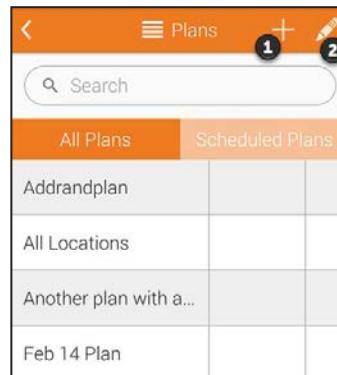 Plans
1
2
Search
All Plans Scheduled Plans
Addrandplan
All Locations
Another plan with a...
Feb 14 Plan